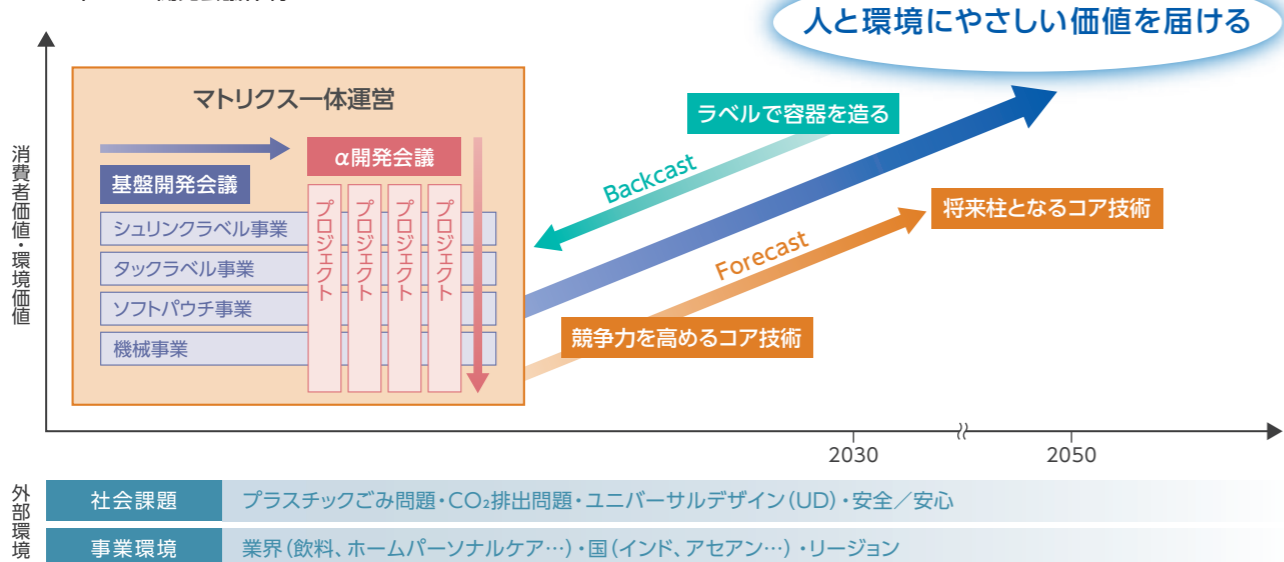 人と環境にやさしい価値を届ける
消費者価値・環境価値
マトリクス一体運営
基盤開発会議
α開発会議
シュリンクラベル事業
タックラベル事業
ソフトパウチ事業
機械事業
プロジェクト
プロジェクト
プロジェクト
プロジェクト
ラベルで容器を造る
Backcast
将来柱となるコア技術
Forecast
競争力を高めるコア技術
2030
2050
外部環境
社会課題
プラスチックごみ問題・CO₂排出問題・ユニバーサルデザイン(UD)・安全／安心
事業環境
業界(飲料、ホームパーソナルケア…)・国(インド、アセアン…)・リージョン